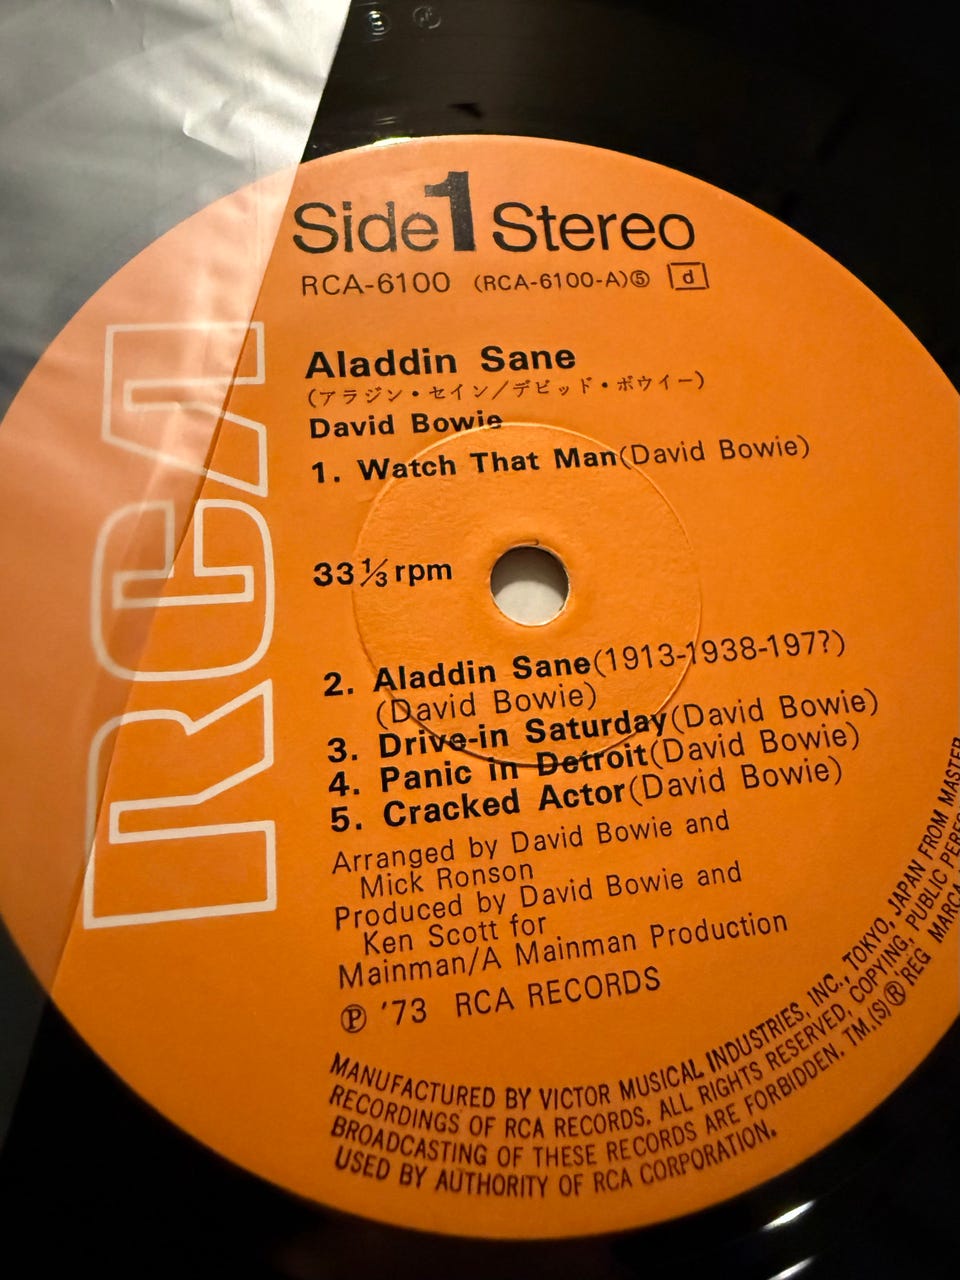 Side 1 Stereo
RCA-6100 (RCA-6100-A)⑤ d
RCA
Aladdin Sane
(アラジン・セイン/デビッド・ボウイー)
David Bowie
1. Watch That Man(David Bowie)
33 1/3 rpm
2. Aladdin Sane(1913-1938-197?)
(David Bowie)
3. Drive-in Saturday(David Bowie)
4. Panic in Detroit(David Bowie)
5. Cracked Actor(David Bowie)
Arranged by David Bowie and
Mick Ronson
Produced by David Bowie and
Ken Scott for
Mainman/A Mainman Production
Ⓟ '73 RCA RECORDS
MANUFACTURED BY VICTOR MUSICAL INDUSTRIES, INC., TOKYO, JAPAN FROM MASTER
RECORDINGS OF RCA RECORDS. ALL RIGHTS RESERVED, COPYING, PUBLIC
BROADCASTING OF THESE RECORDS ARE FORBIDDEN. TM,(S)® REG MARCA
USED BY AUTHORITY OF RCA CORPORATION.